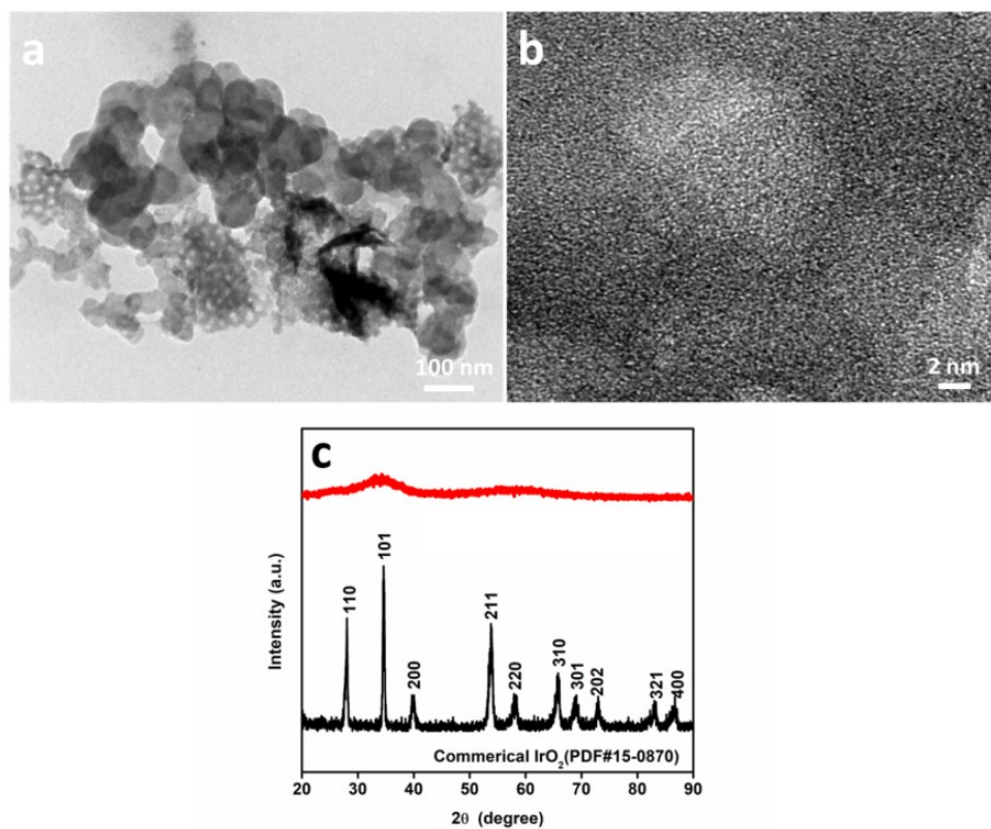 a
b
100 nm
2 nm
c
110
101
200
211
220
310
301
202
321
400
Intensity (a.u.)
Commerical IrO₂(PDF#15-0870)
20 30 40 50 60 70 80 90
2θ (degree)